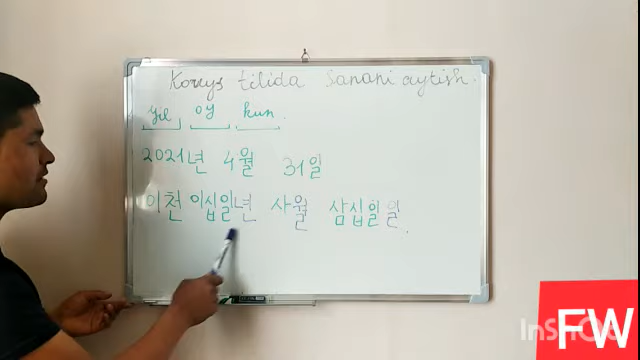 Koreys tilida Sanani aytish.
yil oy kun
2021년 4월 31일
이천 이십일년 사월 삼십일일
FW
InShOt